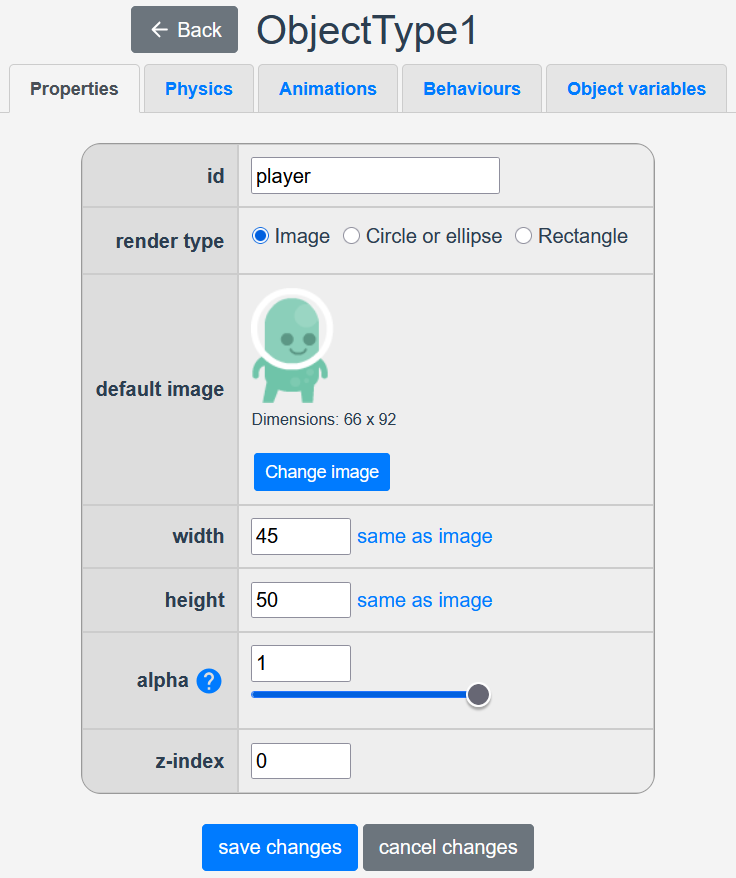 ← Back ObjectType1
Properties Physics Animations Behaviours Object variables
id player
render type Image Circle or ellipse Rectangle
default image
Dimensions: 66 x 92
Change image
width 45 same as image
height 50 same as image
alpha ? 1
z-index 0
save changes cancel changes